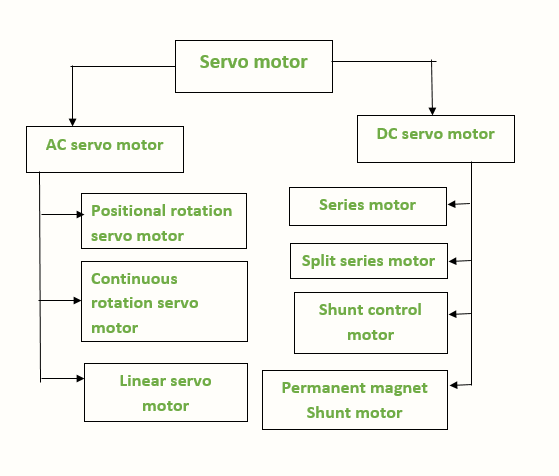 Servo motor
AC servo motor
DC servo motor
Positional rotation
servo motor
Continuous
rotation servo
motor
Linear servo
motor
Series motor
Split series motor
Shunt control
motor
Permanent magnet
Shunt motor